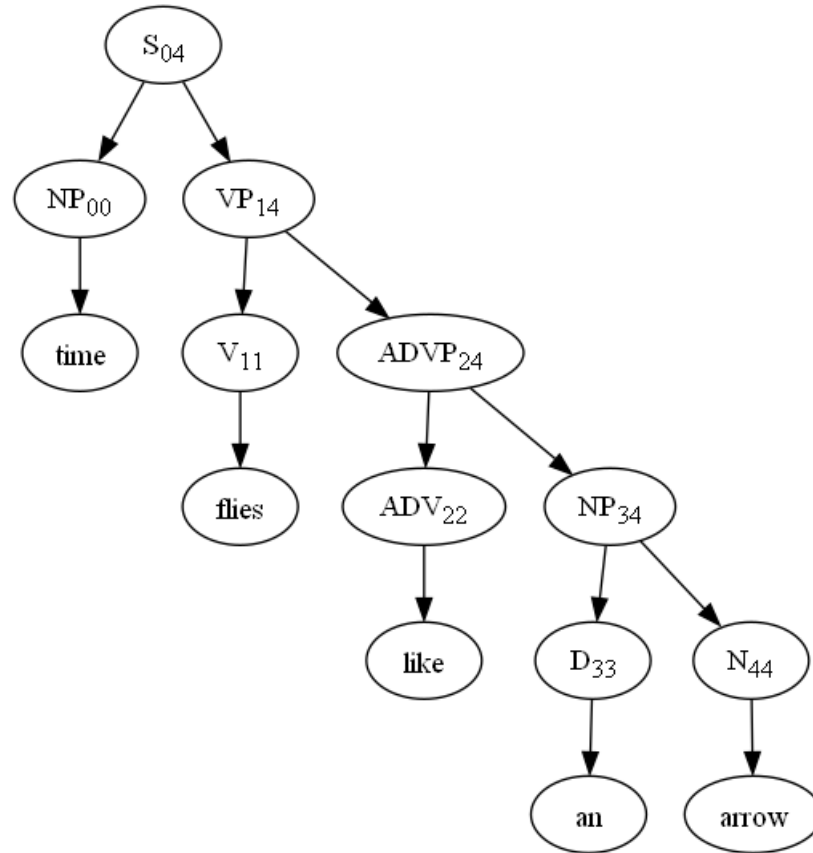 S₀₄
NP₀₀ VP₁₄
time V₁₁ ADVP₂₄
flies ADV₂₂ NP₃₄
like D₃₃ N₄₄
an arrow